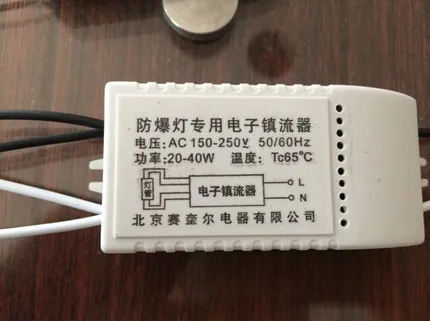 防爆灯专用电子镇流器
电压: AC 150-250V 50/60Hz
功率: 20-40W 温度: Tc65℃
灯管 电子镇流器 L
N
北京赛奎尔电器有限公司